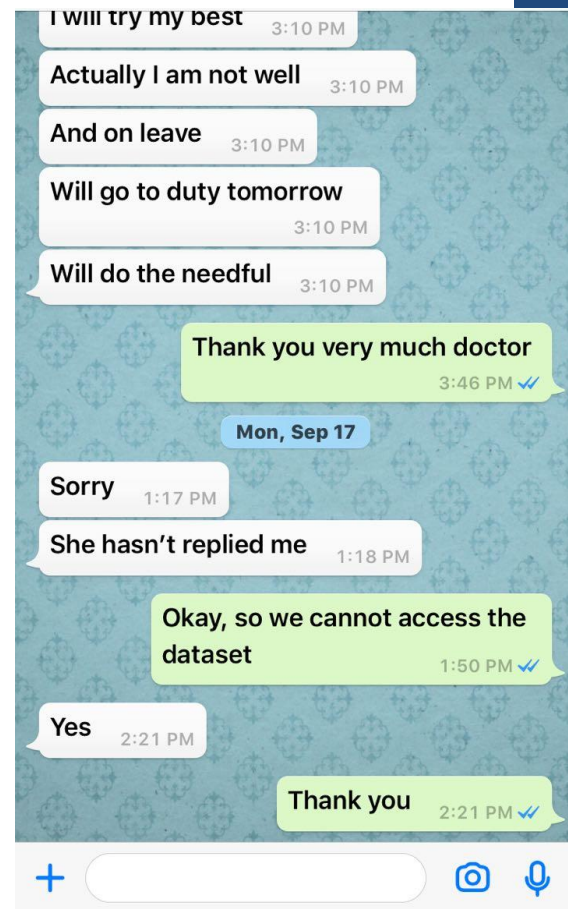 I will try my best 3:10 PM
Actually I am not well 3:10 PM
And on leave 3:10 PM
Will go to duty tomorrow
3:10 PM
Will do the needful 3:10 PM
Thank you very much doctor
3:46 PM
Mon, Sep 17
Sorry 1:17 PM
She hasn’t replied me 1:18 PM
Okay, so we cannot access the
dataset 1:50 PM
Yes 2:21 PM
Thank you 2:21 PM